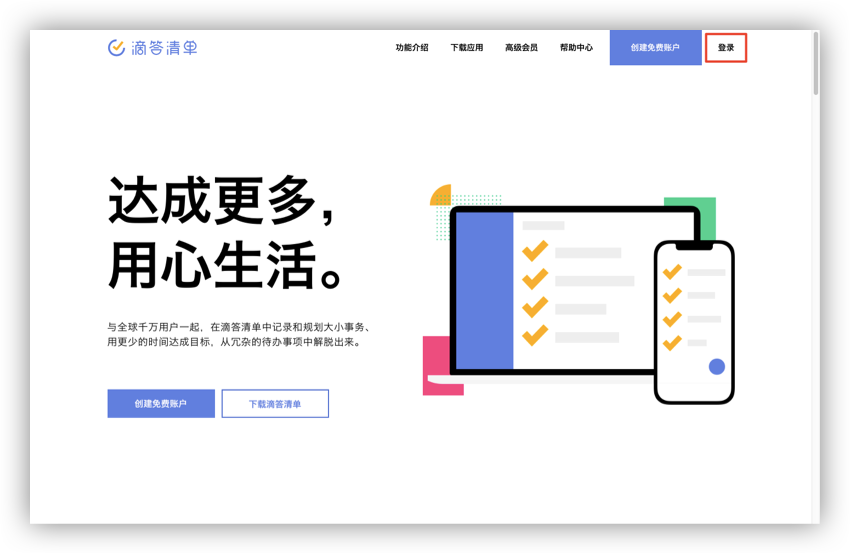 滴答清单
功能介绍
下载应用
高级会员
帮助中心
创建免费账户
登录
达成更多，
用心生活。
与全球千万用户一起，在滴答清单中记录和规划大小事务、
用更少的时间达成目标，从冗杂的待办事项中解脱出来。
创建免费账户
下载滴答清单